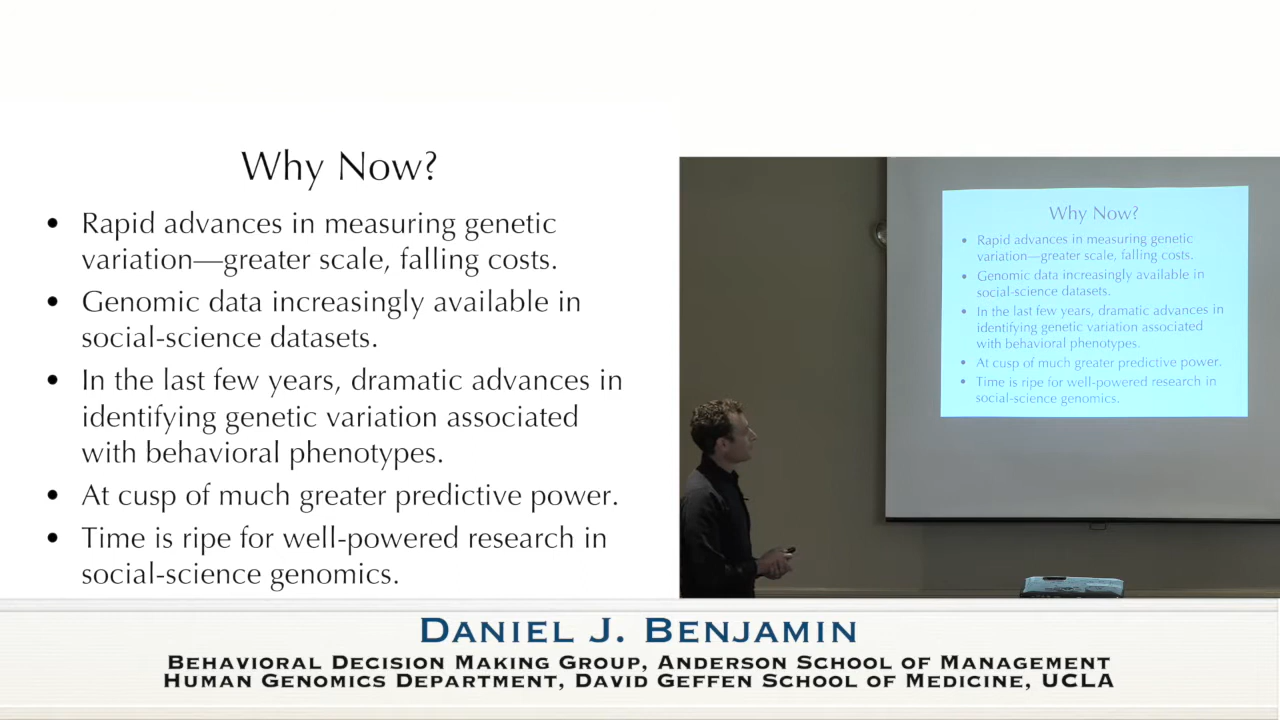 Why Now?
• Rapid advances in measuring genetic
variation—greater scale, falling costs.
• Genomic data increasingly available in
social-science datasets.
• In the last few years, dramatic advances in
identifying genetic variation associated
with behavioral phenotypes.
• At cusp of much greater predictive power.
• Time is ripe for well-powered research in
social-science genomics.
Why Now?
• Rapid advances in measuring genetic
variation—greater scale, falling costs.
• Genomic data increasingly available in
social-science datasets.
• In the last few years, dramatic advances in
identifying genetic variation associated
with behavioral phenotypes.
• At cusp of much greater predictive power.
• Time is ripe for well-powered research in
social-science genomics.
DANIEL J. BENJAMIN
BEHAVIORAL DECISION MAKING GROUP, ANDERSON SCHOOL OF MANAGEMENT
HUMAN GENOMICS DEPARTMENT, DAVID GEFFEN SCHOOL OF MEDICINE, UCLA